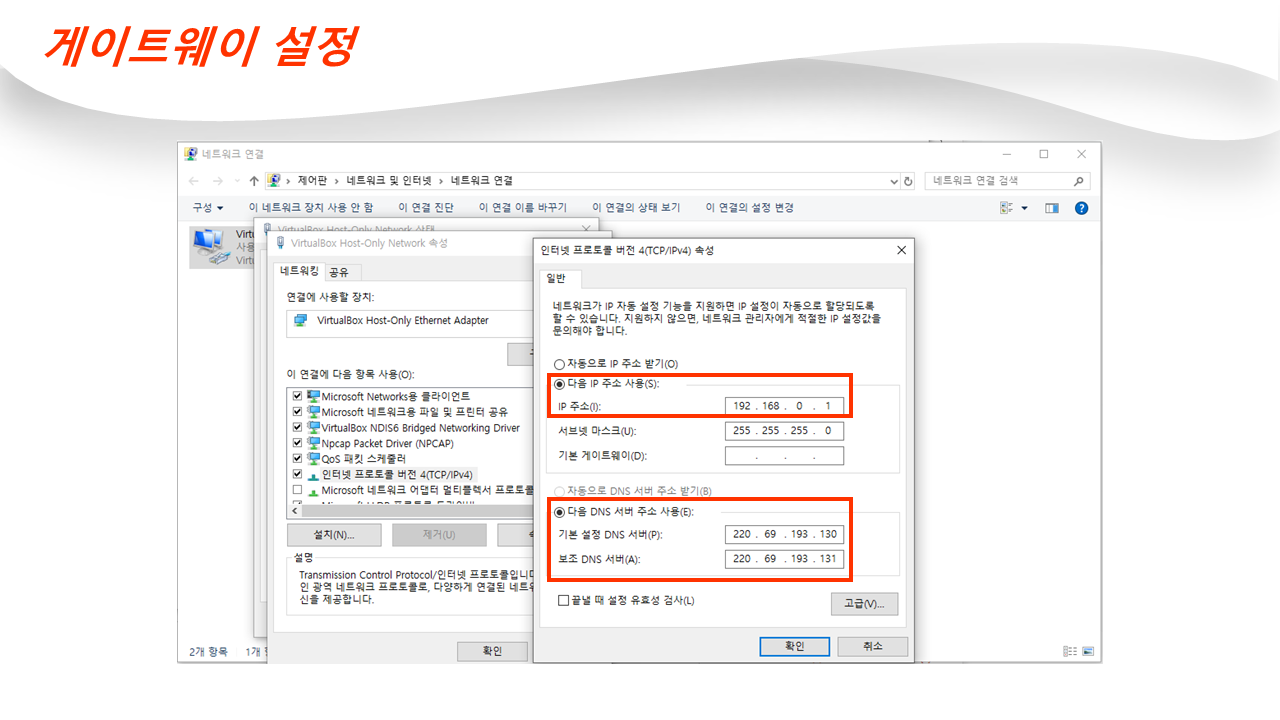 게이트웨이 설정
네트워크 연결
제어판 › 네트워크 및 인터넷 › 네트워크 연결
네트워크 연결 검색
구성
이 네트워크 장치 사용 안 함
이 연결 진단
이 연결 이름 바꾸기
이 연결의 상태 보기
이 연결의 설정 변경
VirtualBox Host-Only Network 상태
VirtualBox Host-Only Network 속성
네트워킹
공유
연결에 사용할 장치:
VirtualBox Host-Only Ethernet Adapter
이 연결에 다음 항목 사용(O):
Microsoft Networks용 클라이언트
Microsoft 네트워크용 파일 및 프린터 공유
VirtualBox NDIS6 Bridged Networking Driver
Npcap Packet Driver (NPCAP)
QoS 패킷 스케줄러
인터넷 프로토콜 버전 4(TCP/IPv4)
Microsoft 네트워크 어댑터 멀티플렉서 프로토콜
설치(N)...
제거(U)
설명
Transmission Control Protocol/인터넷 프로토콜입니다
인 광역 네트워크 프로토콜로, 다양하게 연결된 네트워
신을 제공합니다.
확인
인터넷 프로토콜 버전 4(TCP/IPv4) 속성
일반
네트워크가 IP 자동 설정 기능을 지원하면 IP 설정이 자동으로 할당되도록
할 수 있습니다. 지원하지 않으면, 네트워크 관리자에게 적절한 IP 설정값을
문의해야 합니다.
자동으로 IP 주소 받기(O)
다음 IP 주소 사용(S):
IP 주소(I): 192 . 168 . 0 . 1
서브넷 마스크(U): 255 . 255 . 255 . 0
기본 게이트웨이(D): . . .
자동으로 DNS 서버 주소 받기(B)
다음 DNS 서버 주소 사용(E):
기본 설정 DNS 서버(P): 220 . 69 . 193 . 130
보조 DNS 서버(A): 220 . 69 . 193 . 131
끝낼 때 설정 유효성 검사(L)
고급(V)...
확인
취소
2개 항목